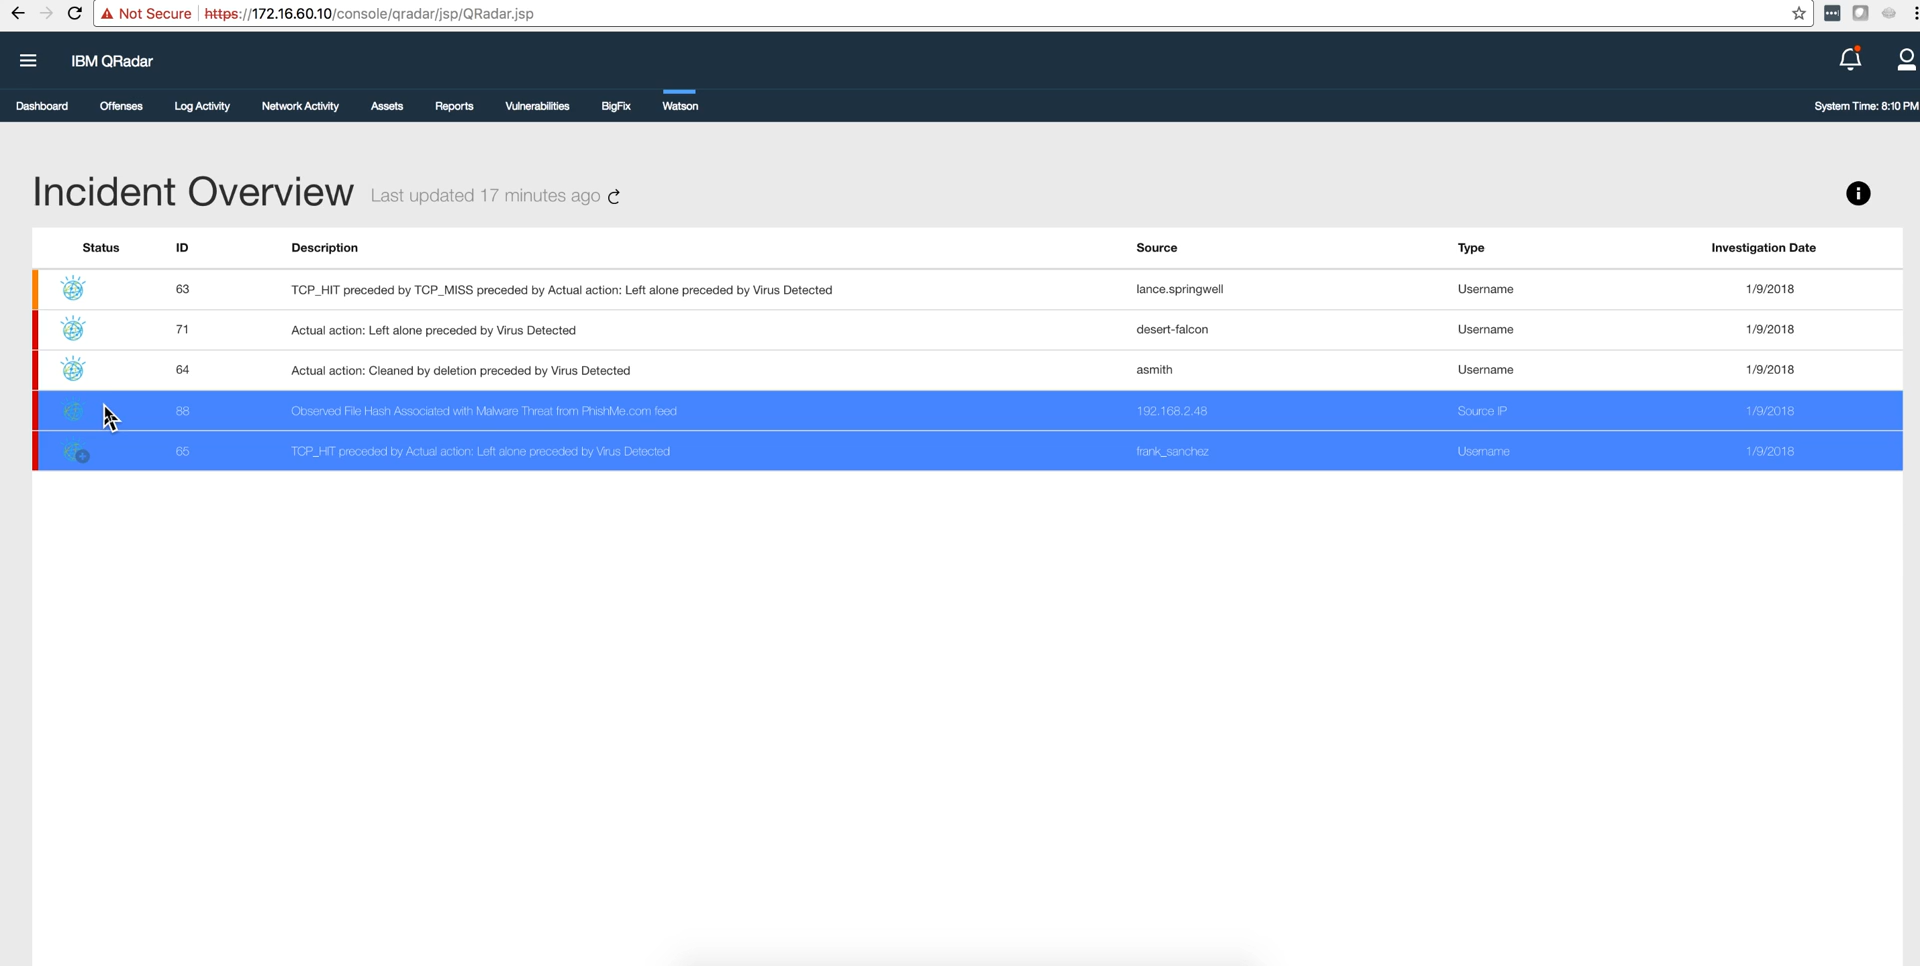 Not Secure https://172.16.60.10/console/qradar/jsp/QRadar.jsp
IBM QRadar
Dashboard Offenses Log Activity Network Activity Assets Reports Vulnerabilities BigFix Watson System Time: 8:10 PM
Incident Overview Last updated 17 minutes ago
Status ID Description Source Type Investigation Date
63 TCP_HIT preceded by TCP_MISS preceded by Actual action: Left alone preceded by Virus Detected lance.springwell Username 1/9/2018
71 Actual action: Left alone preceded by Virus Detected desert-falcon Username 1/9/2018
64 Actual action: Cleaned by deletion preceded by Virus Detected asmith Username 1/9/2018
88 Observed File Hash Associated with Malware Threat from PhishMe.com feed 192.168.2.48 Source IP 1/9/2018
65 TCP_HIT preceded by Actual action: Left alone preceded by Virus Detected frank_sanchez Username 1/9/2018